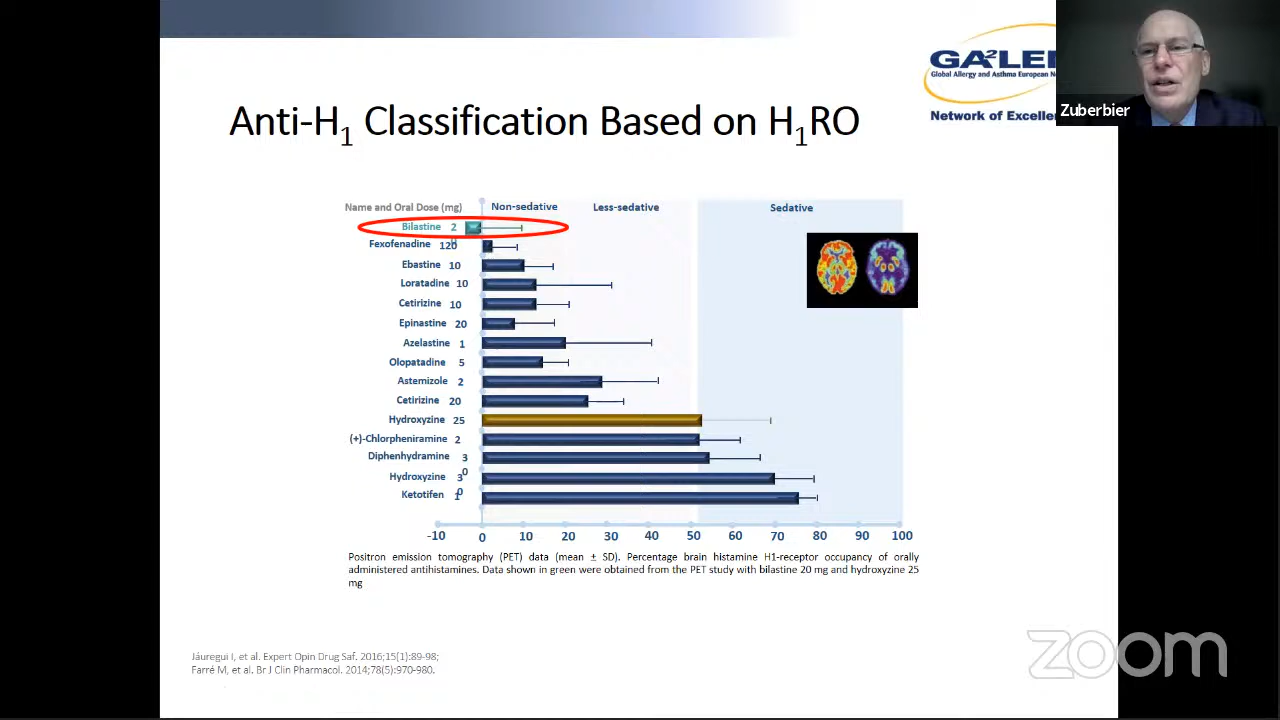 GA²LE
Global Allergy and Asthma European
Network of Excellen
Zuberbier
Anti-H₁ Classification Based on H₁RO
Name and Oral Dose (mg)
Non-sedative
Less-sedative
Sedative
Bilastine 2
Fexofenadine 120
Ebastine 10
Loratadine 10
Cetirizine 10
Epinastine 20
Azelastine 1
Olopatadine 5
Astemizole 2
Cetirizine 20
Hydroxyzine 25
(+)-Chlorpheniramine 2
Diphenhydramine 30
Hydroxyzine 30
Ketotifen 1
-10 0 10 20 30 40 50 60 70 80 90 100
Positron emission tomography (PET) data (mean ± SD). Percentage brain histamine H1-receptor occupancy of orally
administered antihistamines. Data shown in green were obtained from the PET study with bilastine 20 mg and hydroxyzine 25
mg
Jáuregui I, et al. Expert Opin Drug Saf. 2016;15(1):89-98;
Farré M, et al. Br J Clin Pharmacol. 2014;78(5):970-980.
zoom